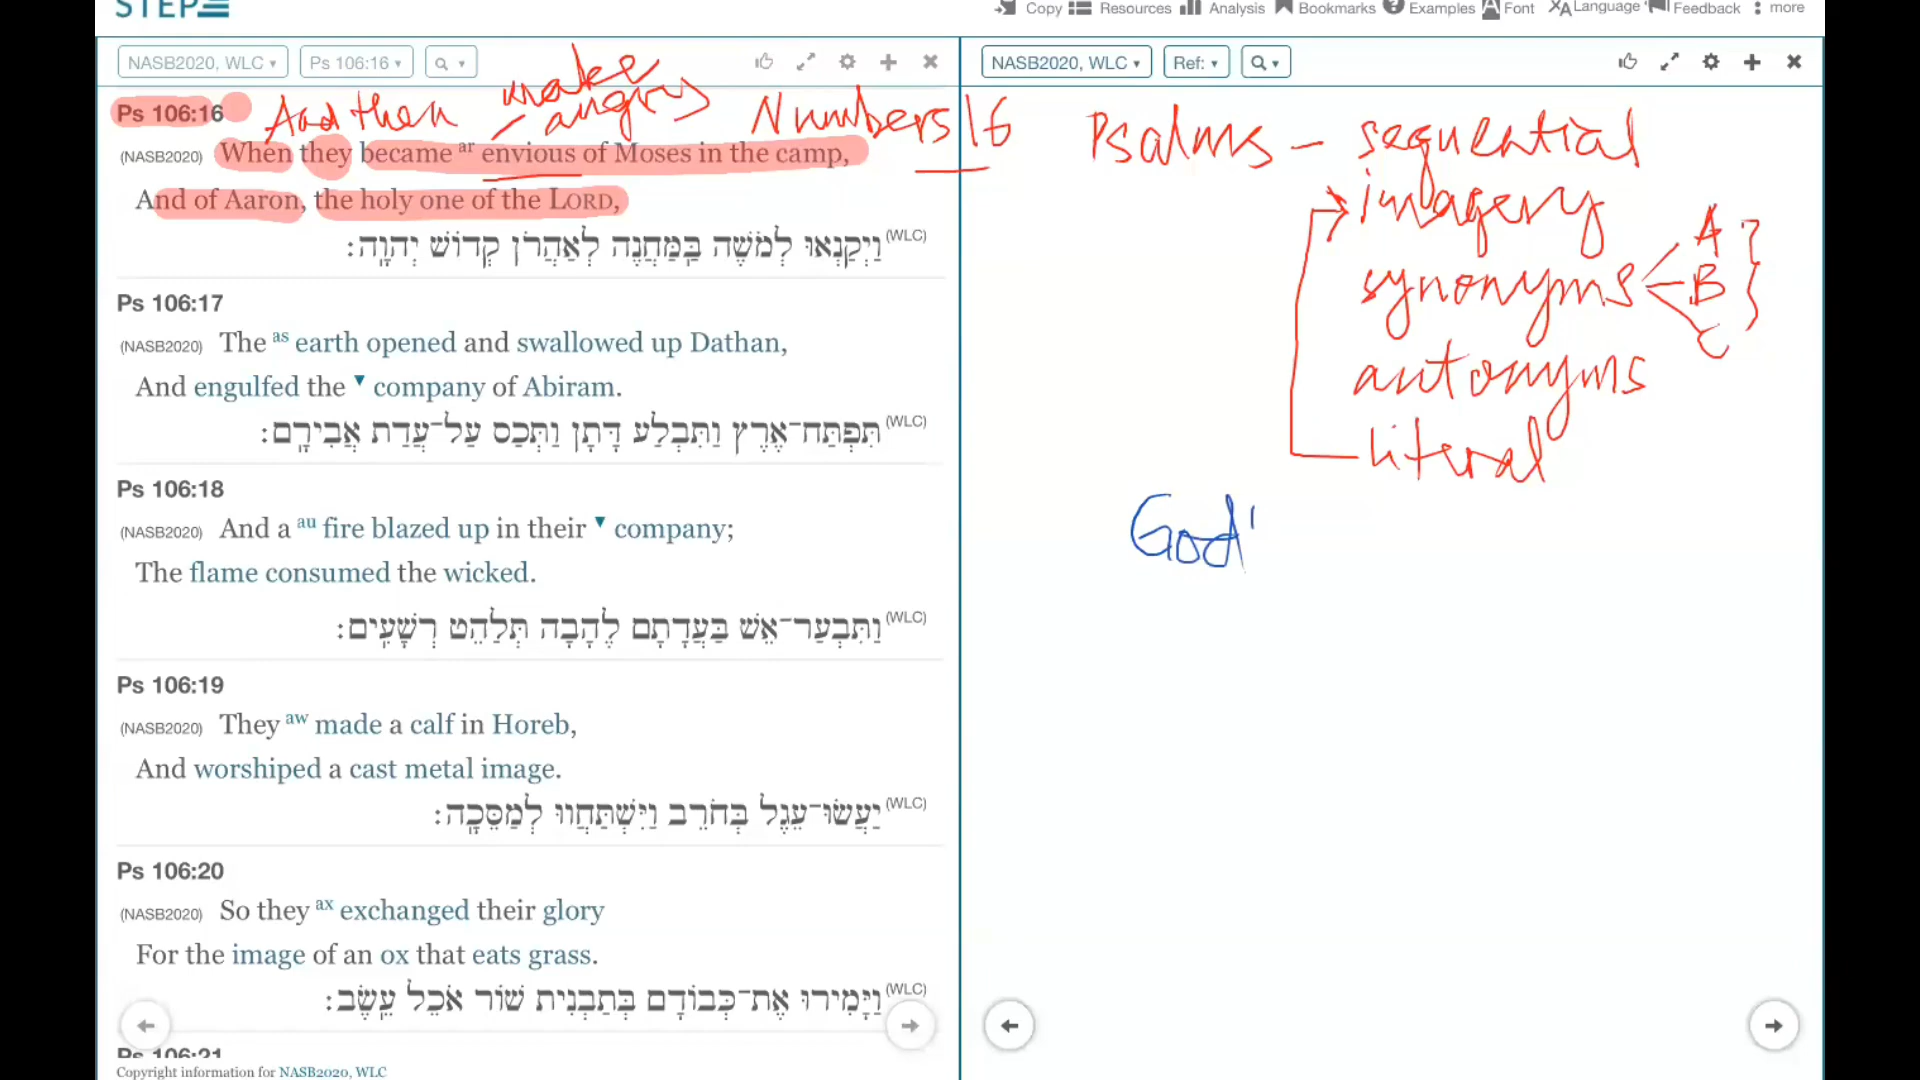 STEP
Copy Resources Analysis Bookmarks Examples Font Language Feedback more
NASB2020, WLC Ps 106:16
make
And then angry Numbers 16
Ps 106:16
(NASB2020) When they became ar envious of Moses in the camp,
And of Aaron, the holy one of the LORD,
וַיְקַנְאוּ לְמֹשֶׁה בַּֽמַּחֲנֶה לְאַהֲרֹן קְדוֹשׁ יְהוָֽה׃ (WLC)
Ps 106:17
(NASB2020) The as earth opened and swallowed up Dathan,
And engulfed the company of Abiram.
תִּפְתַּח־אֶרֶץ וַתִּבְלַע דָּתָן וַתְּכַס עַל־עֲדַת אֲבִירָֽם׃ (WLC)
Ps 106:18
(NASB2020) And a au fire blazed up in their company;
The flame consumed the wicked.
וַתִּבְעַר־אֵשׁ בַּעֲדָתָם לֶהָבָה תְּלַהֵט רְשָׁעִֽים׃ (WLC)
Ps 106:19
(NASB2020) They aw made a calf in Horeb,
And worshiped a cast metal image.
יַעֲשׂוּ־עֵגֶל בְּחֹרֵב וַיִּשְׁתַּחֲווּ לְמַסֵּכָֽה׃ (WLC)
Ps 106:20
(NASB2020) So they ax exchanged their glory
For the image of an ox that eats grass.
וַיָּמִירוּ אֶת־כְּבוֹדָם בְּתַבְנִית שׁוֹר אֹכֵל עֵֽשֶׂב׃ (WLC)
Ps 106:21
Copyright information for NASB2020, WLC
NASB2020, WLC Ref:
Psalms – sequential
imagery
synonyms A B C
antonyms
literal
God'